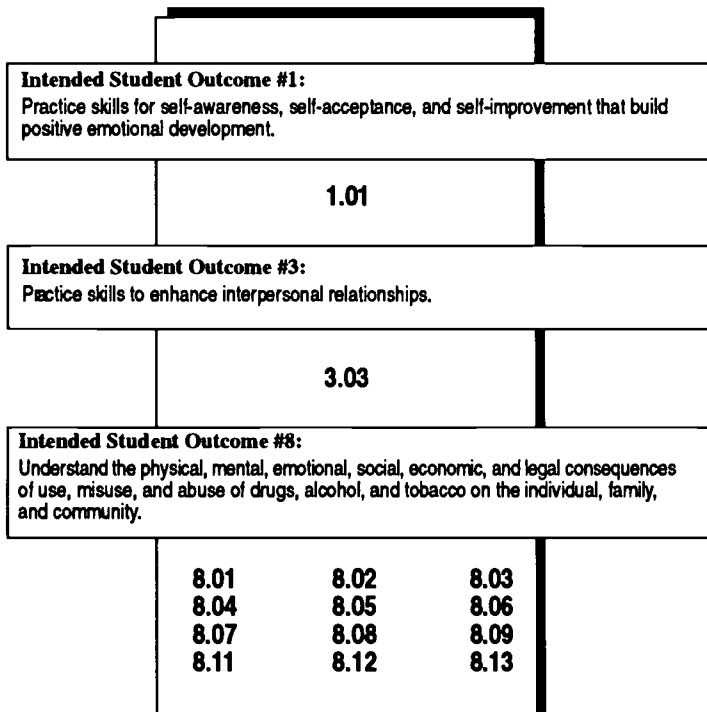 Intended Student Outcome #1:
Practice skills for self-awareness, self-acceptance, and self-improvement that build
positive emotional development.
1.01
Intended Student Outcome #3:
Practice skills to enhance interpersonal relationships.
3.03
Intended Student Outcome #8:
Understand the physical, mental, emotional, social, economic, and legal consequences
of use, misuse, and abuse of drugs, alcohol, and tobacco on the individual, family,
and community.
8.01 8.02 8.03
8.04 8.05 8.06
8.07 8.08 8.09
8.11 8.12 8.13